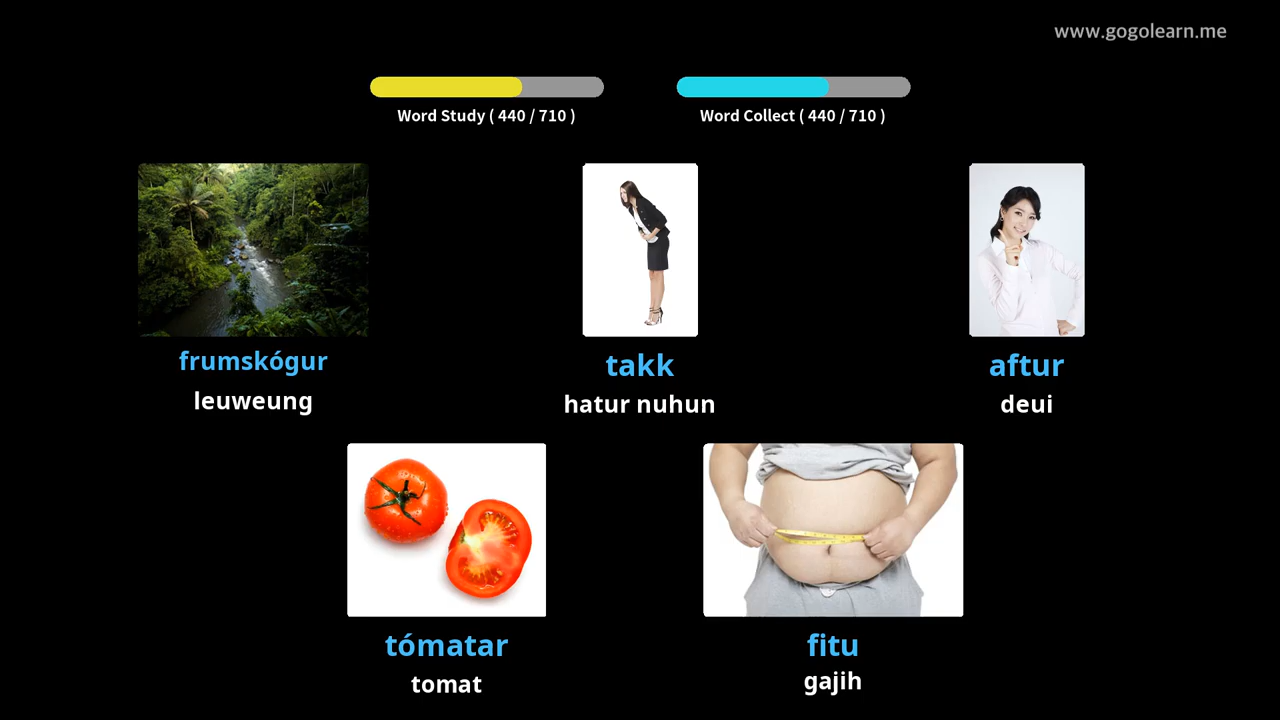 www.gogolearn.me
Word Study ( 440 / 710 )
Word Collect ( 440 / 710 )
frumskógur
leuweung
takk
hatur nuhun
aftur
deui
tómatar
tomat
fitu
gajih